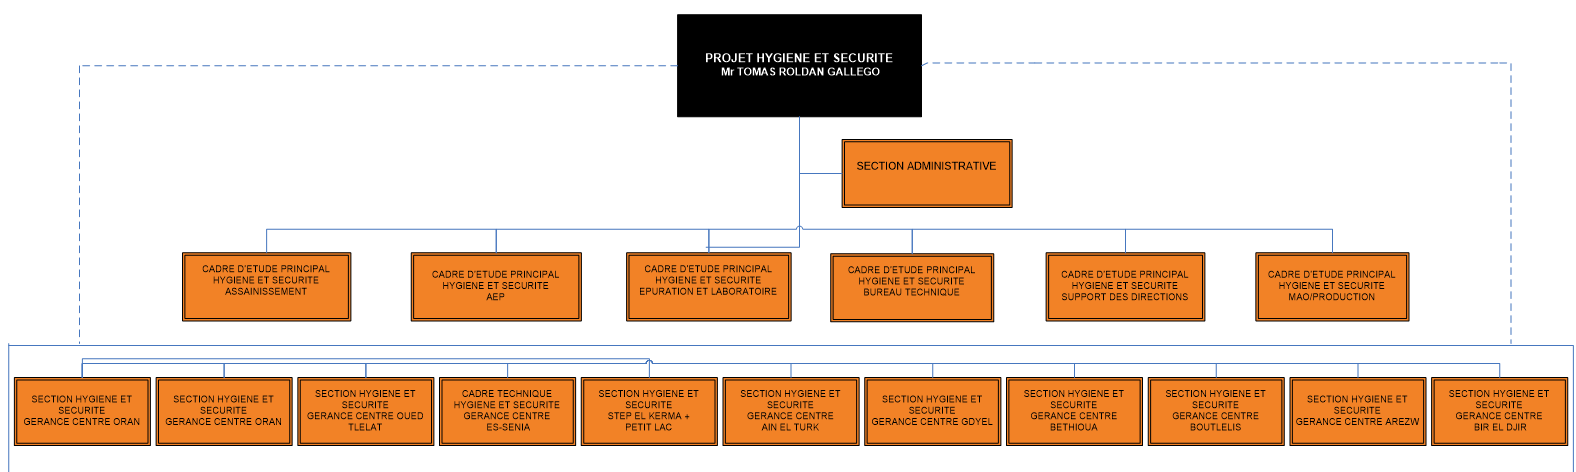 PROJET HYGIENE ET SECURITE
Mr TOMAS ROLDAN GALLEGO
SECTION ADMINISTRATIVE
CADRE D'ETUDE PRINCIPAL
HYGIENE ET SECURITE
ASSAINISSEMENT
CADRE D'ETUDE PRINCIPAL
HYGIENE ET SECURITE
AEP
CADRE D'ETUDE PRINCIPAL
HYGIENE ET SECURITE
EPURATION ET LABORATOIRE
CADRE D'ETUDE PRINCIPAL
HYGIENE ET SECURITE
BUREAU TECHNIQUE
CADRE D'ETUDE PRINCIPAL
HYGIENE ET SECURITE
SUPPORT DES DIRECTIONS
CADRE D'ETUDE PRINCIPAL
HYGIENE ET SECURITE
MAO/PRODUCTION
SECTION HYGIENE ET
SECURITE
GERANCE CENTRE ORAN
SECTION HYGIENE ET
SECURITE
GERANCE CENTRE ORAN
SECTION HYGIENE ET
SECURITE
GERANCE CENTRE OUED
TLELAT
CADRE TECHNIQUE
HYGIENE ET SECURITE
GERANCE CENTRE
ES-SENIA
SECTION HYGIENE ET
SECURITE
STEP EL KERMA +
PETIT LAC
SECTION HYGIENE ET
SECURITE
GERANCE CENTRE
AIN EL TURK
SECTION HYGIENE ET
SECURITE
GERANCE CENTRE GDYEL
SECTION HYGIENE ET
SECURITE
GERANCE CENTRE
BETHIOUA
SECTION HYGIENE ET
SECURITE
GERANCE CENTRE
BOUTLELIS
SECTION HYGIENE ET
SECURITE
GERANCE CENTRE AREZW
SECTION HYGIENE ET
SECURITE
GERANCE CENTRE
BIR EL DJIR